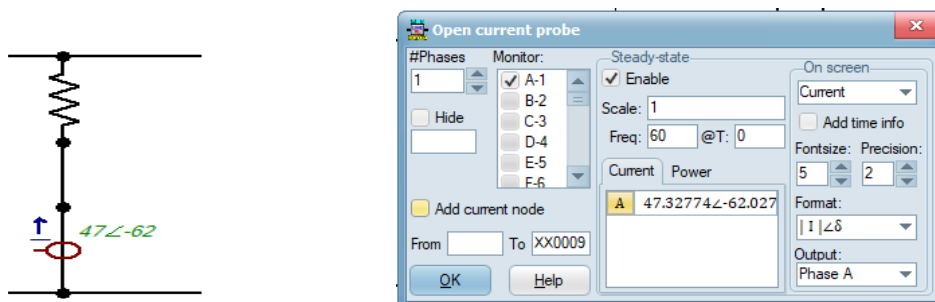 47∠-62
Open current probe
#Phases
1
Hide
Monitor:
A-1
B-2
C-3
D-4
E-5
F-6
Add current node
From
To XX0009
OK
Help
Steady-state
Enable
Scale: 1
Freq: 60 @T: 0
Current Power
A 47.32774∠-62.027
On screen
Current
Add time info
Fontsize: Precision:
5 2
Format:
| I |∠δ
Output:
Phase A